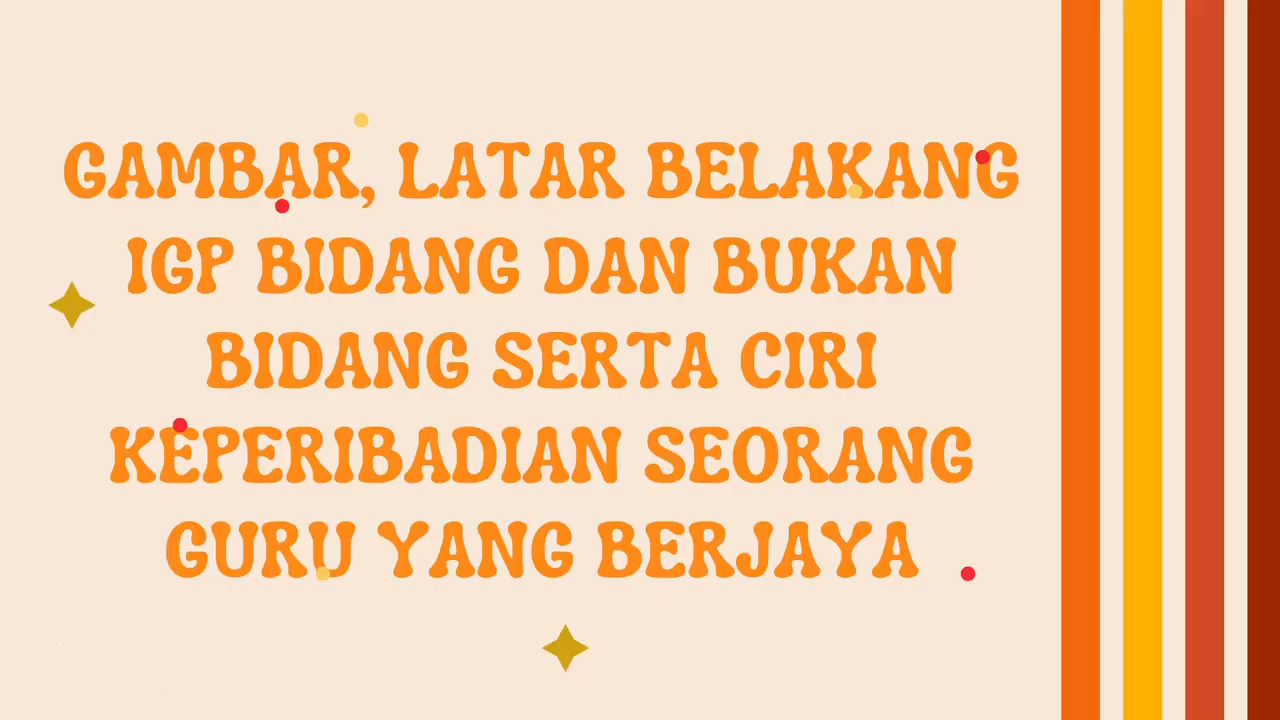 GAMBAR, LATAR BELAKANG
IGP BIDANG DAN BUKAN
BIDANG SERTA CIRI
KEPERIBADIAN SEORANG
GURU YANG BERJAYA